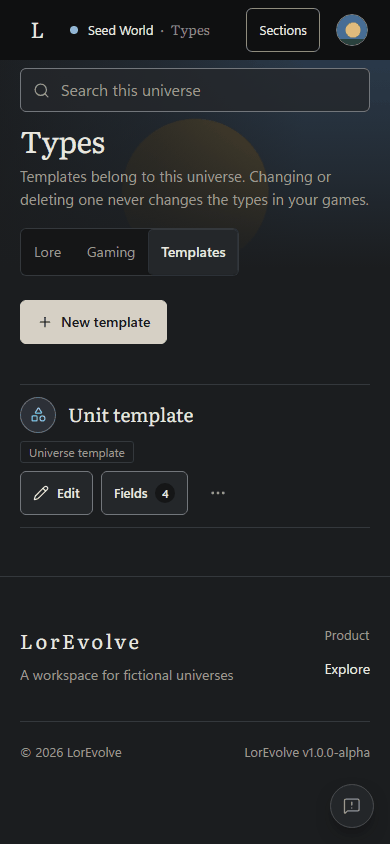 L
Seed World · Types
Sections
Search this universe
Types
Templates belong to this universe. Changing or
deleting one never changes the types in your games.
Lore
Gaming
Templates
+ New template
Unit template
Universe template
Edit
Fields 4
LorEvolve
A workspace for fictional universes
Product
Explore
© 2026 LorEvolve
LorEvolve v1.0.0-alpha